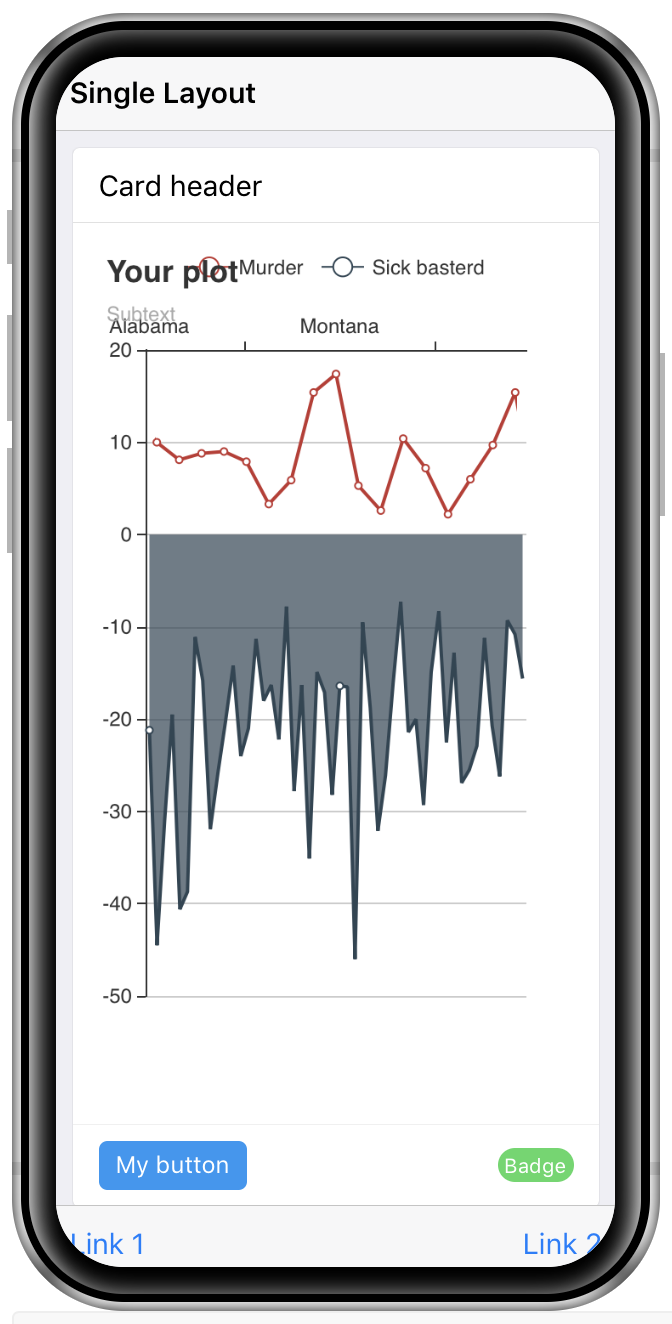 Single Layout
Card header
Your plot Murder Sick basterd
Subtext
Alabama Montana
20
10
0
-10
-20
-30
-40
-50
My button Badge
Link 1 Link 2